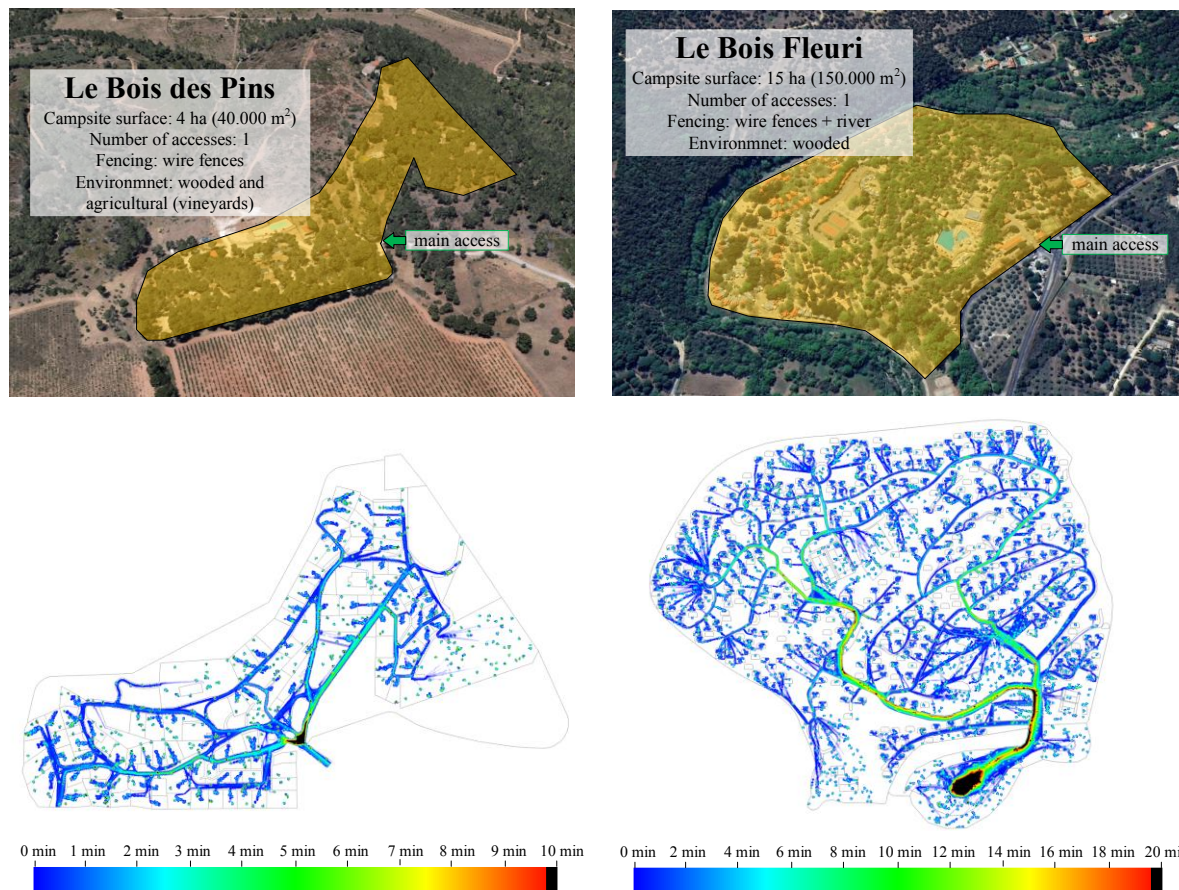 Le Bois des Pins
Campsite surface: 4 ha (40.000 m²)
Number of accesses: 1
Fencing: wire fences
Environmnet: wooded and
agricultural (vineyards)
main access
Le Bois Fleuri
Campsite surface: 15 ha (150.000 m²)
Number of accesses: 1
Fencing: wire fences + river
Environmnet: wooded
main access
0 min 1 min 2 min 3 min 4 min 5 min 6 min 7 min 8 min 9 min 10 min
0 min 2 min 4 min 6 min 8 min 10 min 12 min 14 min 16 min 18 min 20 min